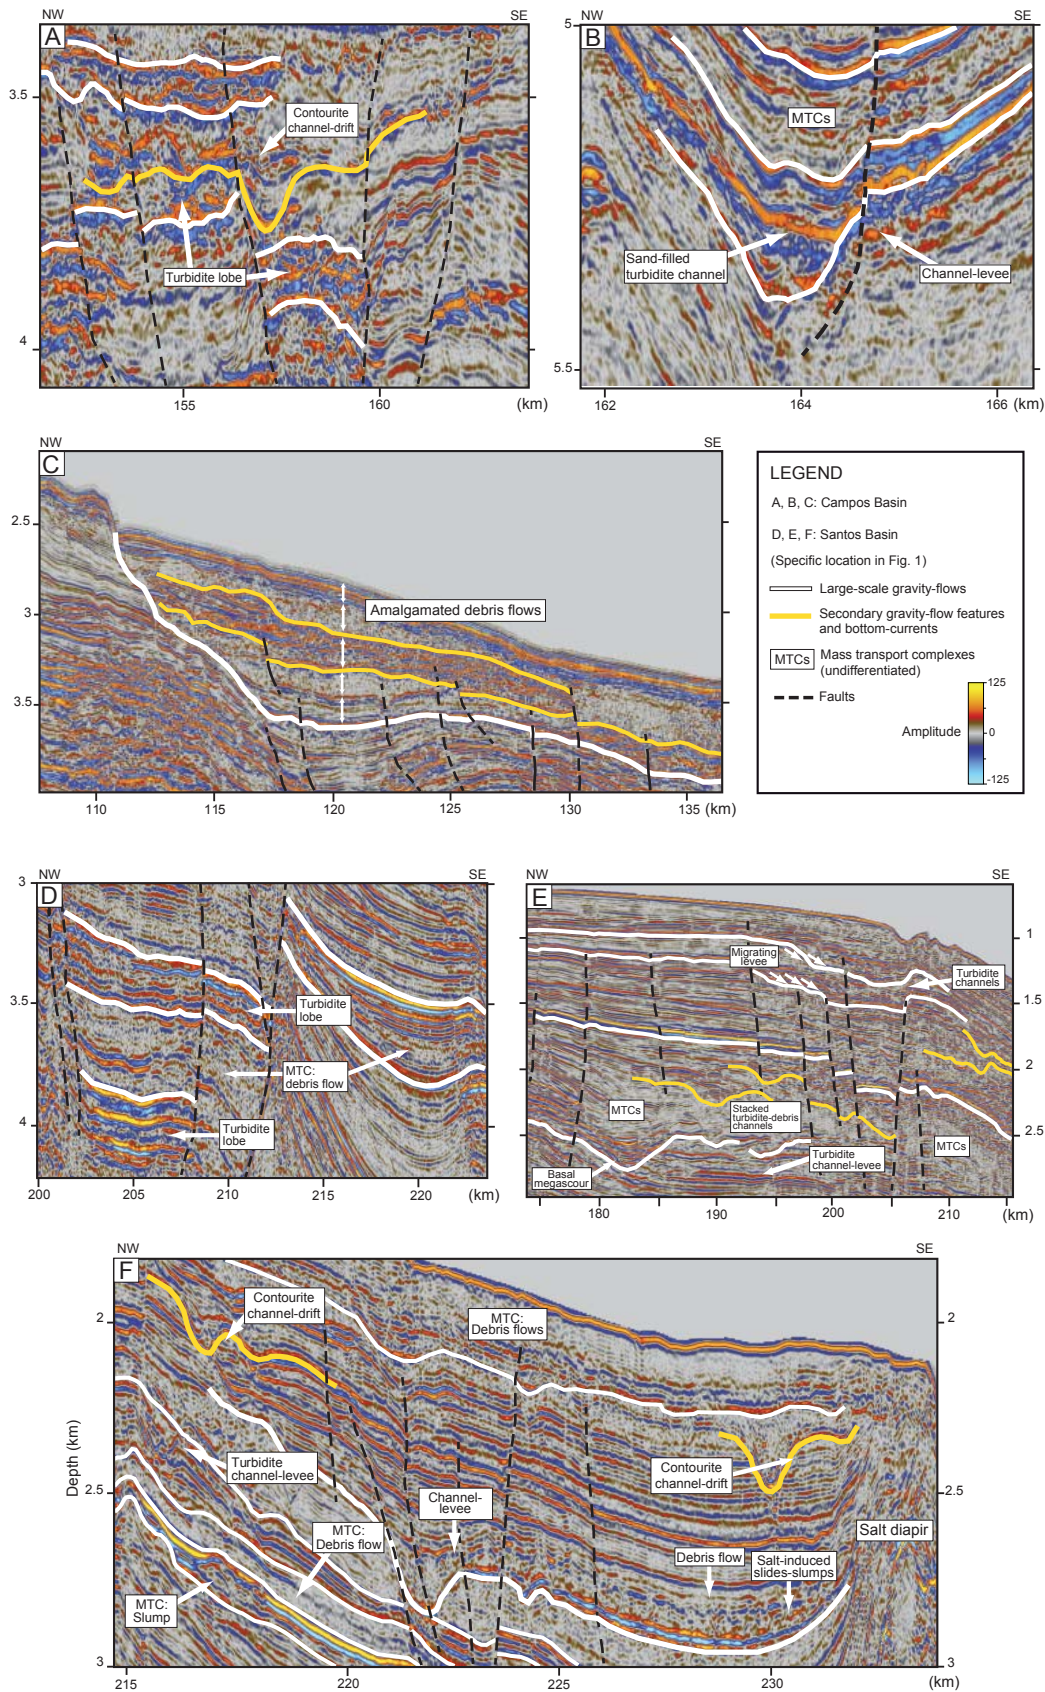 NW
SE
A
3.5
4
Contourite
channel-drift
Turbidite lobe
155
160
(km)
NW
SE
B
5
5.5
MTCs
Sand-filled
turbidite channel
Channel-levee
162
164
166
(km)
NW
SE
C
2.5
3
3.5
Amalgamated debris flows
110
115
120
125
130
135
(km)
LEGEND
A, B, C: Campos Basin
D, E, F: Santos Basin
(Specific location in Fig. 1)
Large-scale gravity-flows
Secondary gravity-flow features
and bottom-currents
MTCs
Mass transport complexes
(undifferentiated)
Faults
Amplitude
125
0
-125
NW
SE
D
3
3.5
4
Turbidite
lobe
MTC:
debris flow
Turbidite
lobe
200
205
210
215
220
(km)
NW
SE
E
1
1.5
2
2.5
Migrating
levee
Turbidite
channels
MTCs
Stacked
turbidite-debris
channels
MTCs
Turbidite
channel-levee
Basal
megascour
180
190
200
210
(km)
NW
SE
F
Depth (km)
2
2.5
3
2
2.5
3
Contourite
channel-drift
MTC:
Debris flows
Turbidite
channel-levee
Channel-
levee
Contourite
channel-drift
MTC:
Debris flow
Salt diapir
Debris flow
Salt-induced
slides-slumps
MTC:
Slump
215
220
225
230
(km)